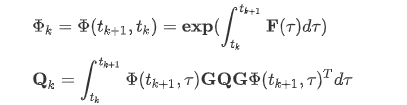 Φ_k = Φ(t_{k+1}, t_k) = exp(∫_{t_k}^{t_{k+1}} F(τ)dτ)
Q_k = ∫_{t_k}^{t_{k+1}} Φ(t_{k+1}, τ)GQGΦ(t_{k+1}, τ)^T dτ